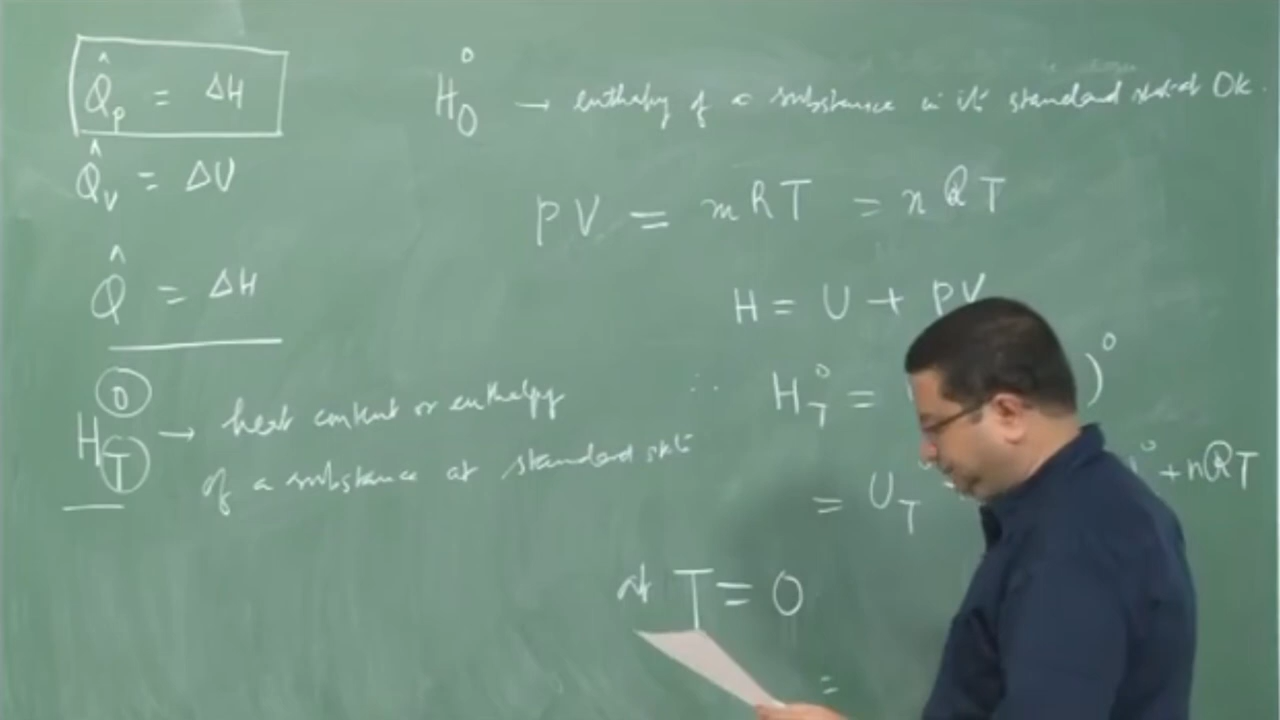 Q̂p = ΔH
Q̂v = ΔU
Q̂ = ΔH
H°T → heat content or enthalpy
of a substance at standard state
H°0 → enthalpy of a substance in its standard state at 0k.
PV = mRT = nRT
H = U + PV
∴ H°T = ( )°
= U°T ° + nRT
at T = 0
=